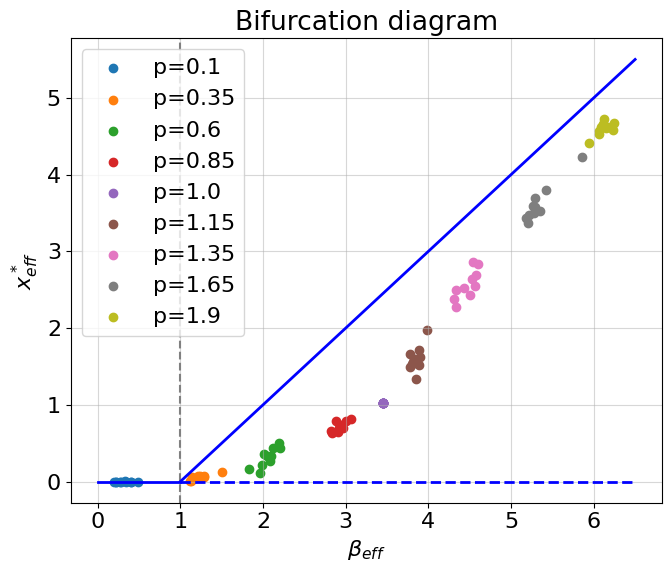 Bifurcation diagram
p=0.1
p=0.35
p=0.6
p=0.85
p=1.0
p=1.15
p=1.35
p=1.65
p=1.9
5
4
3
2
1
0
x*eff
0 1 2 3 4 5 6
βeff